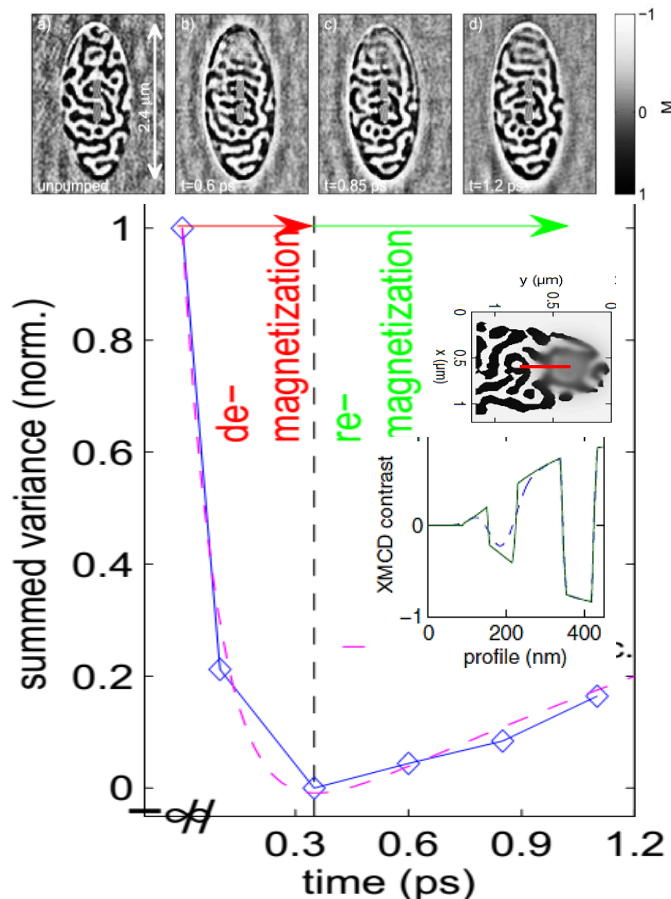 a)
b)
c)
d)
−1
0
1
M
2.4 µm
unpumped
t=0.6 ps
t=0.85 ps
t=1.2 ps
de−
magnetization
re−
magnetization
summed variance (norm.)
1
0.8
0.6
0.4
0.2
0
−∞
0.3
0.6
0.9
1.2
time (ps)
y (µm)
1
0.5
0
x (µm)
0
0.5
1
XMCD contrast
0
−1
0
200
400
profile (nm)